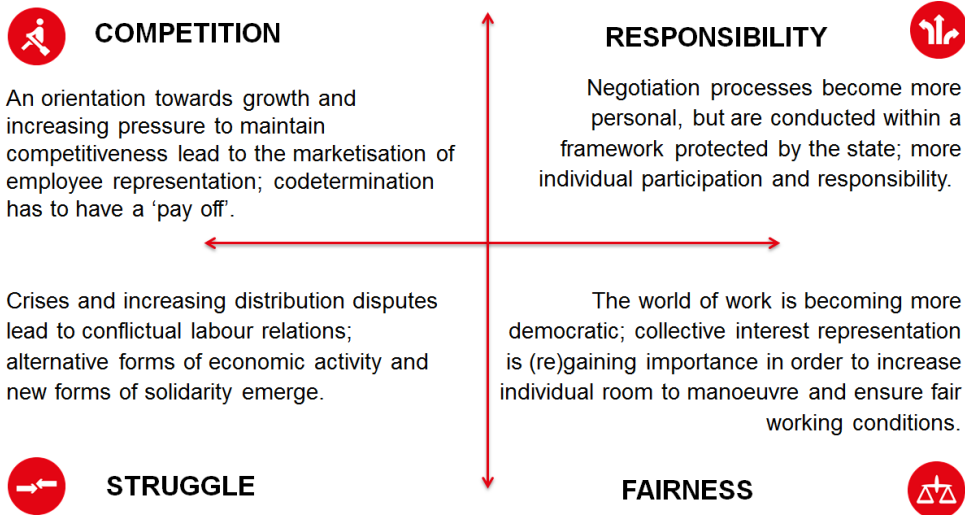 COMPETITION
An orientation towards growth and
increasing pressure to maintain
competitiveness lead to the marketisation of
employee representation; codetermination
has to have a ‘pay off’.
RESPONSIBILITY
Negotiation processes become more
personal, but are conducted within a
framework protected by the state; more
individual participation and responsibility.
Crises and increasing distribution disputes
lead to conflictual labour relations;
alternative forms of economic activity and
new forms of solidarity emerge.
STRUGGLE
The world of work is becoming more
democratic; collective interest representation
is (re)gaining importance in order to increase
individual room to manoeuvre and ensure fair
working conditions.
FAIRNESS